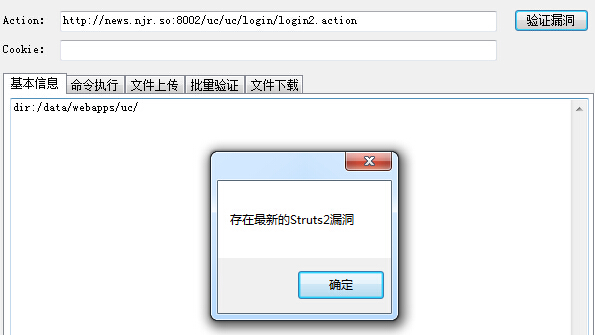 Action: http://news.njr.so:8002/uc/uc/login/login2.action 验证漏洞
Cookie:
基本信息 命令执行 文件上传 批量验证 文件下载
dir:/data/webapps/uc/
存在最新的Struts2漏洞
确定